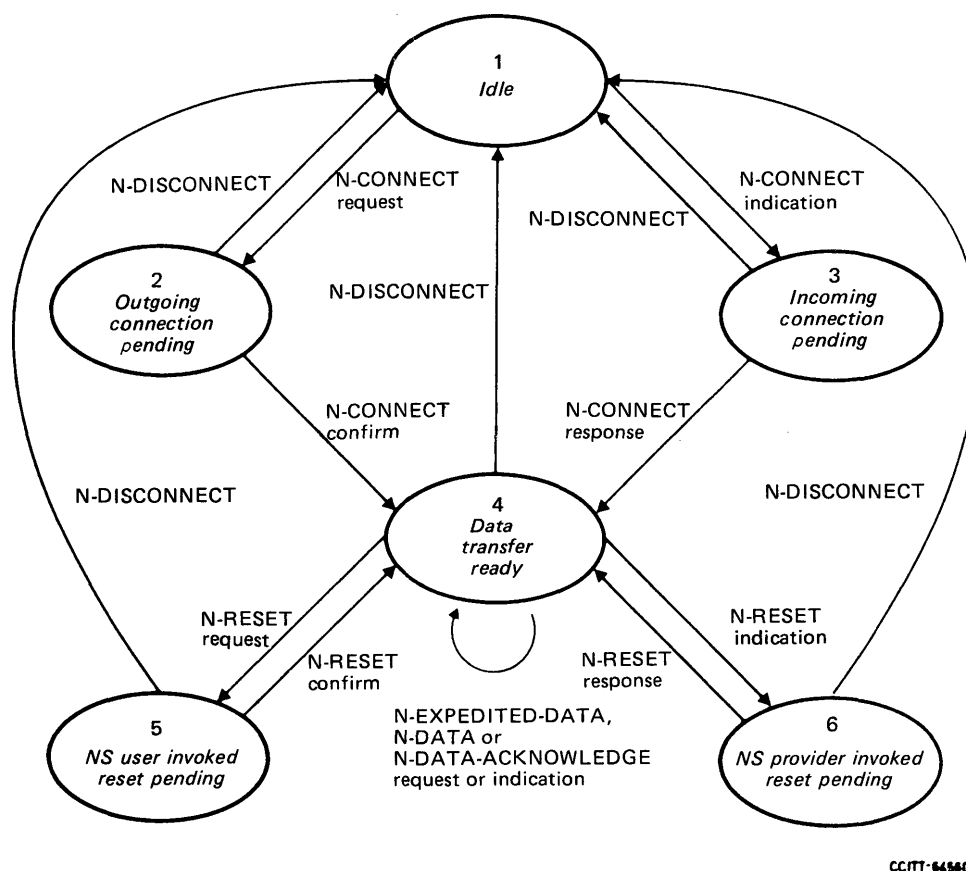 1
Idle
N-DISCONNECT
N-CONNECT
request
N-DISCONNECT
N-CONNECT
indication
2
Outgoing
connection
pending
N-DISCONNECT
3
Incoming
connection
pending
N-CONNECT
confirm
N-CONNECT
response
N-DISCONNECT
4
Data
transfer
ready
N-DISCONNECT
N-RESET
request
N-RESET
confirm
N-RESET
response
N-RESET
indication
5
NS user invoked
reset pending
N-EXPEDITED-DATA,
N-DATA or
N-DATA-ACKNOWLEDGE
request or indication
6
NS provider invoked
reset pending